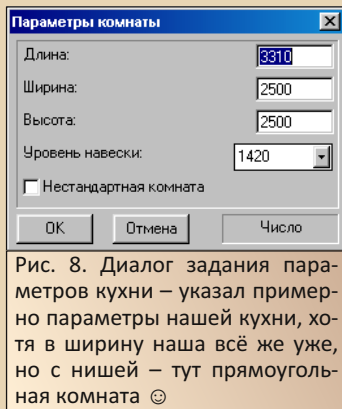 Параметры комнаты
Длина: 3310
Ширина: 2500
Высота: 2500
Уровень навески: 1420
Нестандартная комната
OK Отмена Число
Рис. 8. Диалог задания пара-
метров кухни – указал пример-
но параметры нашей кухни, хо-
тя в ширину наша всё же уже,
но с нишей – тут прямоуголь-
ная комната ☺